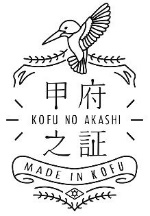 甲府
KOFU NO AKASHI
之証
MADE IN KOFU